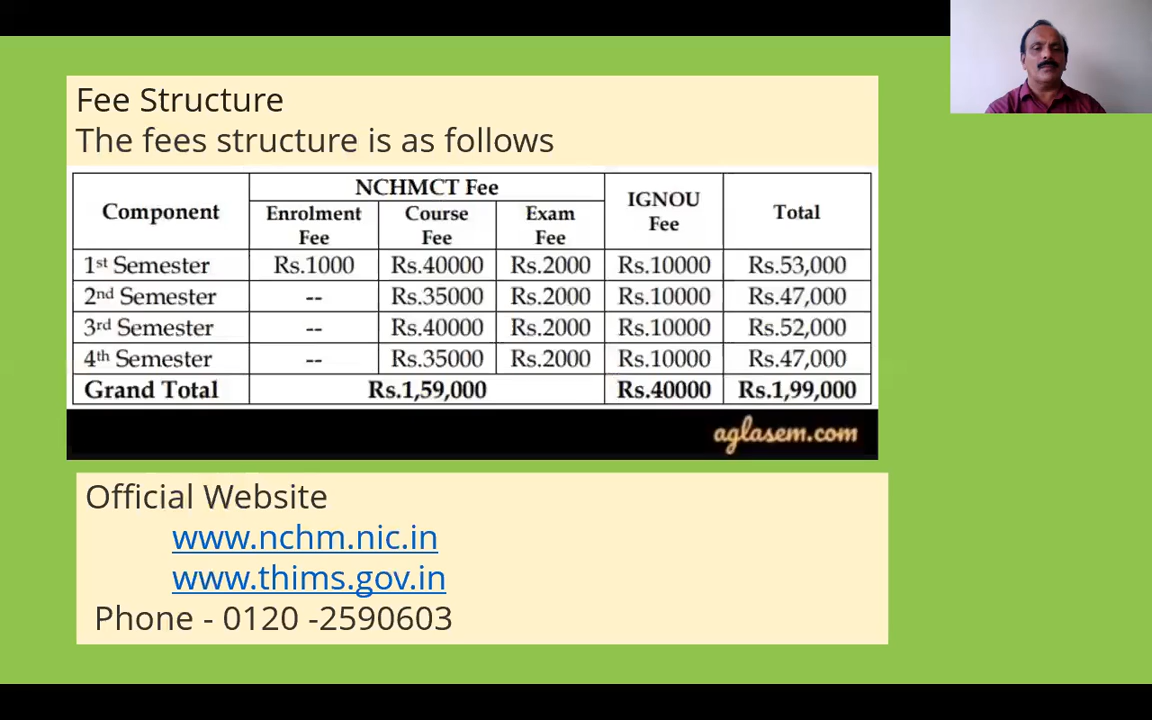 Fee Structure
The fees structure is as follows
Component NCHMCT Fee IGNOU Fee Total
Enrolment Fee Course Fee Exam Fee
1st Semester Rs.1000 Rs.40000 Rs.2000 Rs.10000 Rs.53,000
2nd Semester -- Rs.35000 Rs.2000 Rs.10000 Rs.47,000
3rd Semester -- Rs.40000 Rs.2000 Rs.10000 Rs.52,000
4th Semester -- Rs.35000 Rs.2000 Rs.10000 Rs.47,000
Grand Total Rs.1,59,000 Rs.40000 Rs.1,99,000
aglasem.com
Official Website
www.nchm.nic.in
www.thims.gov.in
Phone - 0120 -2590603